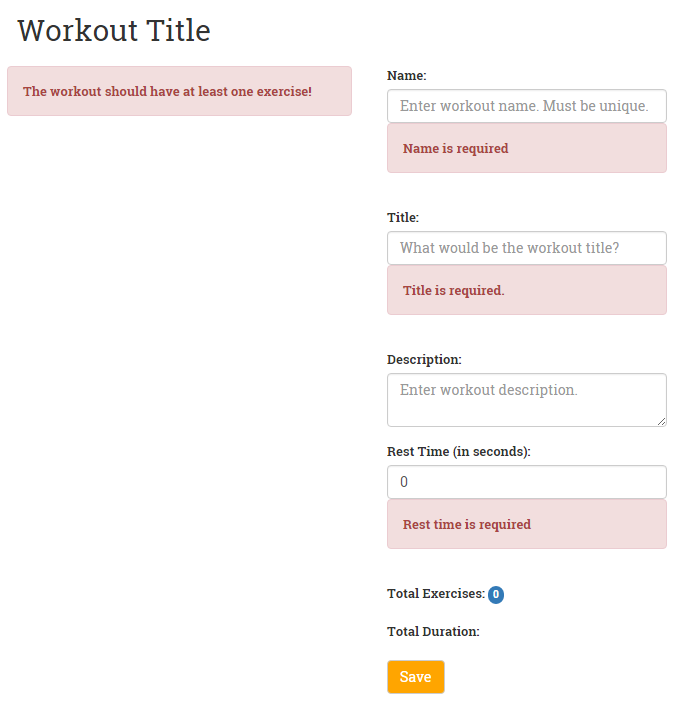 Workout Title
The workout should have at least one exercise!
Name:
Enter workout name. Must be unique.
Name is required
Title:
What would be the workout title?
Title is required.
Description:
Enter workout description.
Rest Time (in seconds):
0
Rest time is required
Total Exercises: 0
Total Duration:
Save